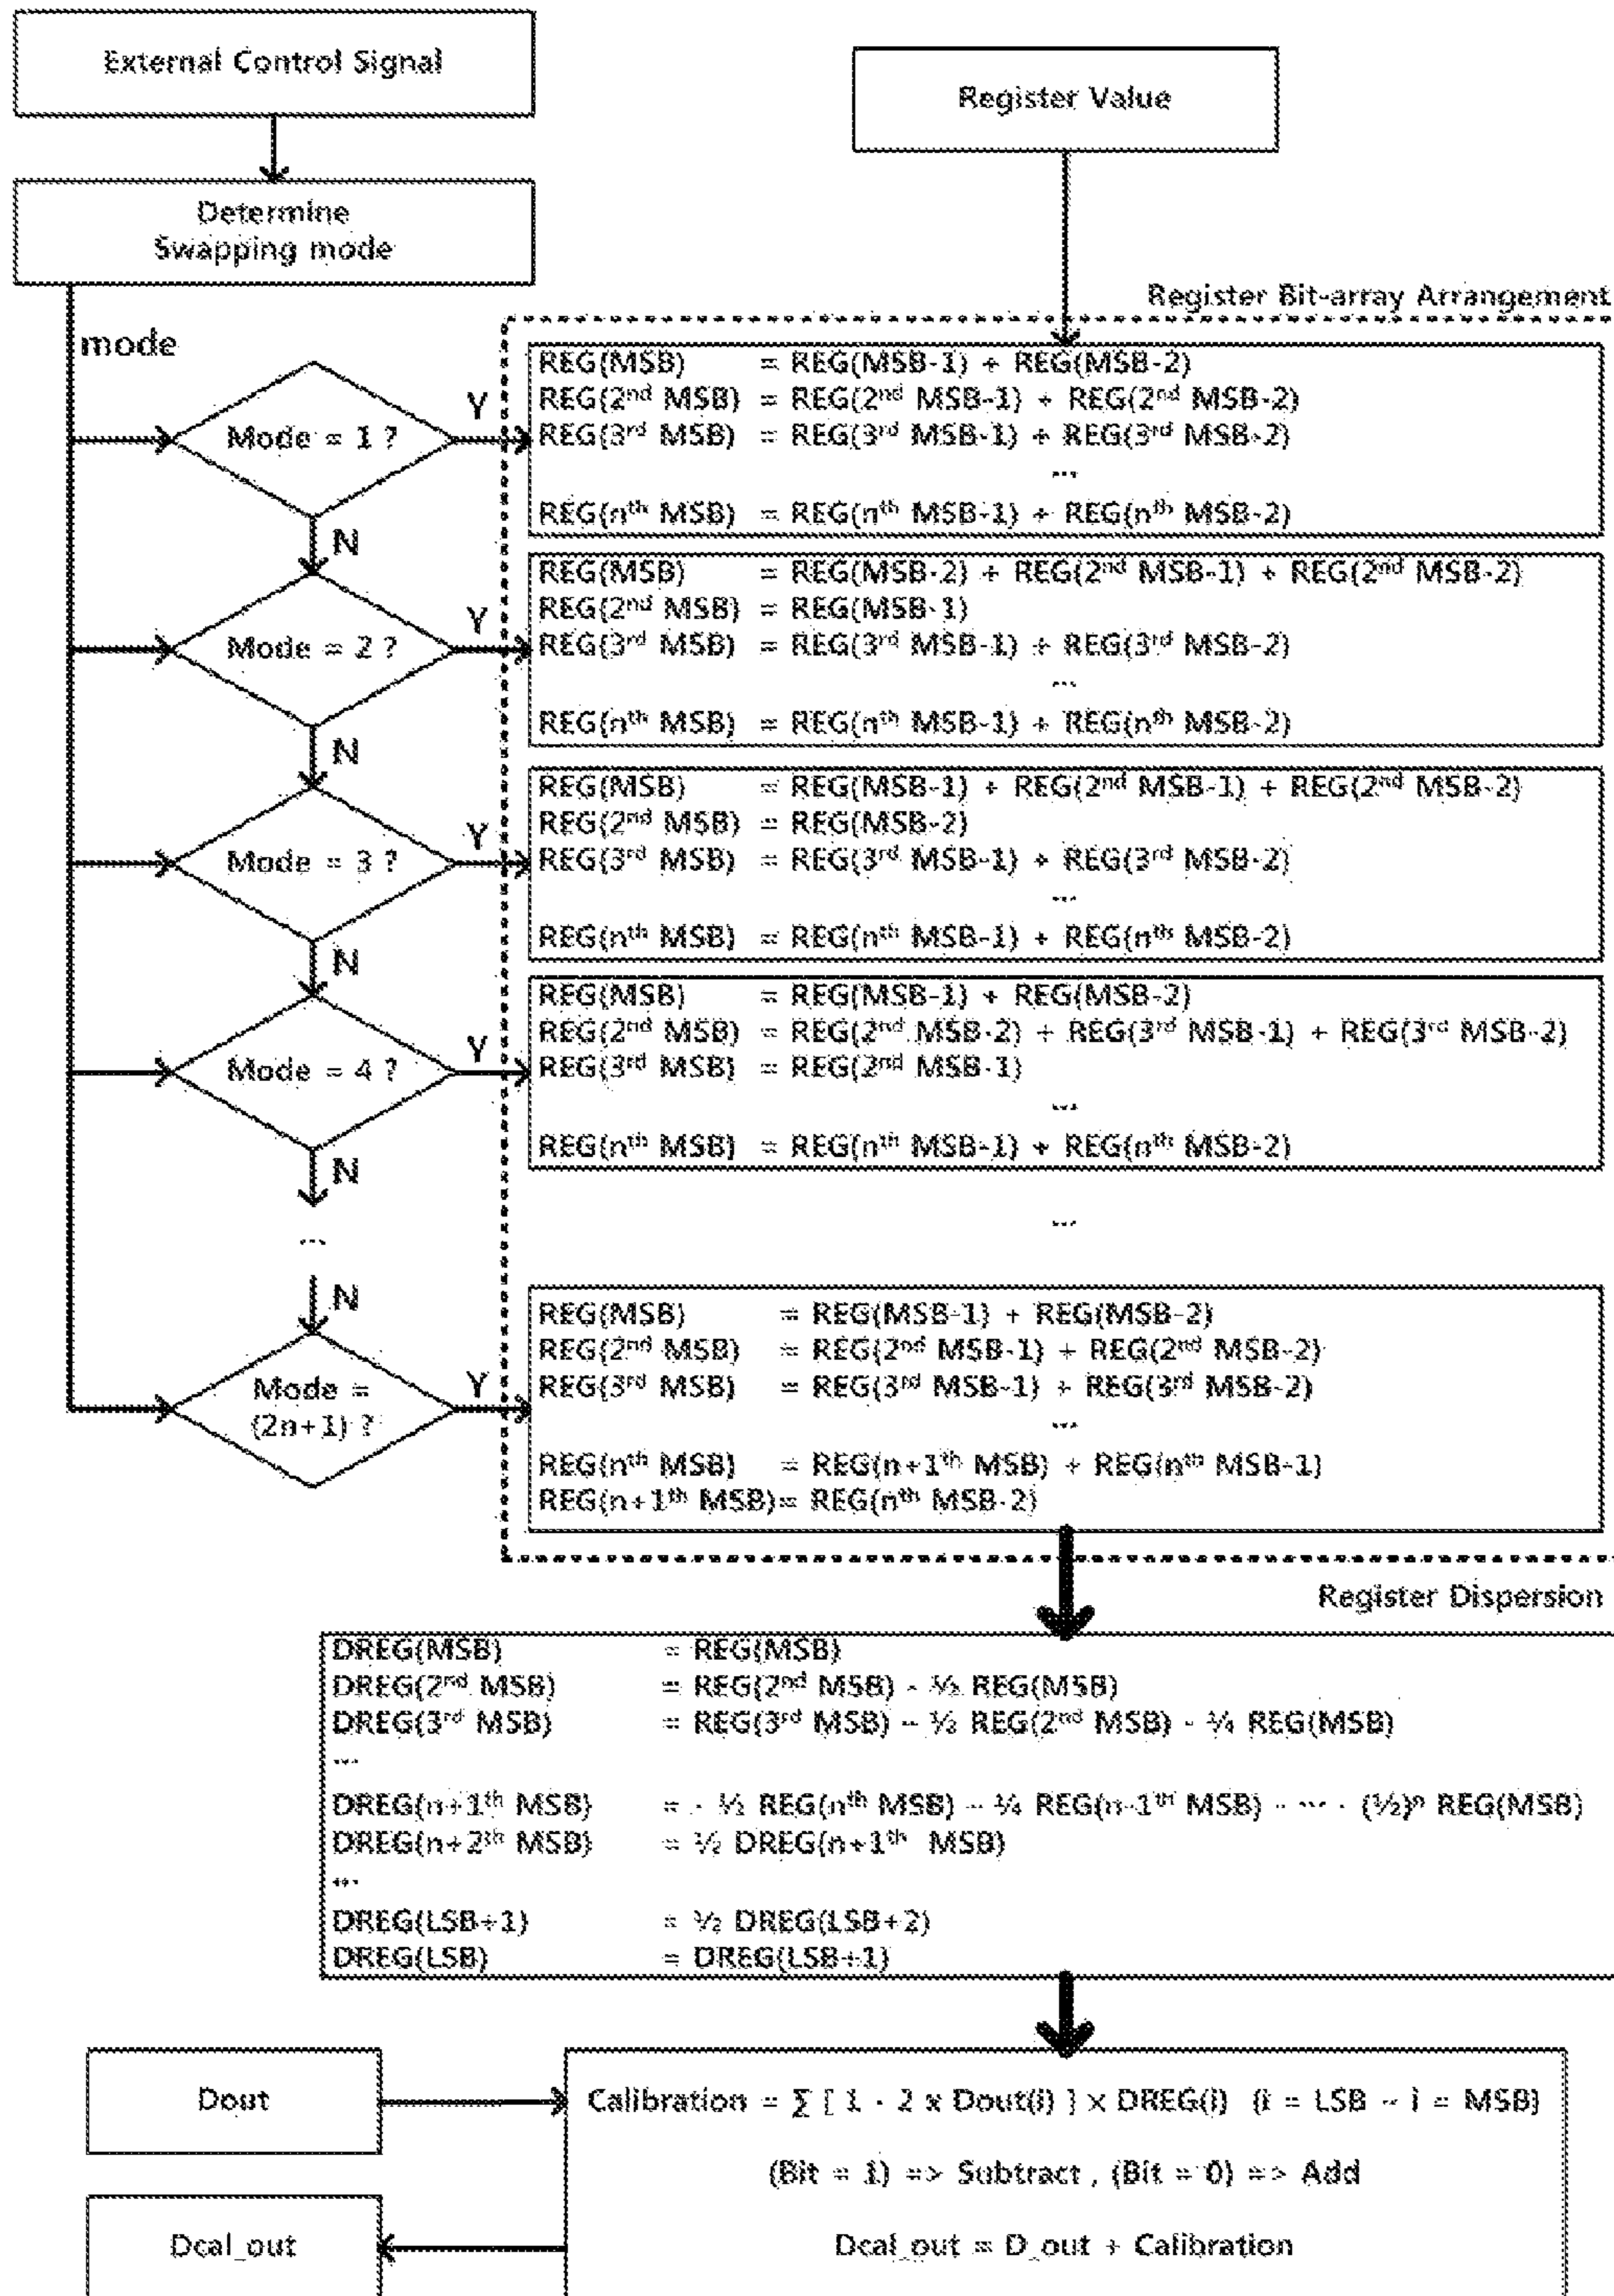 External Control Signal
Register Value
Determine
Swapping mode
Register Bit-array Arrangement
mode
Mode = 1 ?
Y
N
REG(MSB) = REG(MSB-1) + REG(MSB-2)
REG(2nd MSB) = REG(2nd MSB-1) + REG(2nd MSB-2)
REG(3rd MSB) = REG(3rd MSB-1) + REG(3rd MSB-2)
...
REG(nth MSB) = REG(nth MSB-1) + REG(nth MSB-2)
Mode = 2 ?
Y
N
REG(MSB) = REG(MSB-2) + REG(2nd MSB-1) + REG(2nd MSB-2)
REG(2nd MSB) = REG(MSB-1)
REG(3rd MSB) = REG(3rd MSB-1) + REG(3rd MSB-2)
...
REG(nth MSB) = REG(nth MSB-1) + REG(nth MSB-2)
Mode = 3 ?
Y
N
REG(MSB) = REG(MSB-1) + REG(2nd MSB-1) + REG(2nd MSB-2)
REG(2nd MSB) = REG(MSB-2)
REG(3rd MSB) = REG(3rd MSB-1) + REG(3rd MSB-2)
...
REG(nth MSB) = REG(nth MSB-1) + REG(nth MSB-2)
Mode = 4 ?
Y
N
REG(MSB) = REG(MSB-1) + REG(MSB-2)
REG(2nd MSB) = REG(2nd MSB-2) + REG(3rd MSB-1) + REG(3rd MSB-2)
REG(3rd MSB) = REG(2nd MSB-1)
...
REG(nth MSB) = REG(nth MSB-1) + REG(nth MSB-2)
...
...
N
Mode =
(2n+1) ?
Y
REG(MSB) = REG(MSB-1) + REG(MSB-2)
REG(2nd MSB) = REG(2nd MSB-1) + REG(2nd MSB-2)
REG(3rd MSB) = REG(3rd MSB-1) + REG(3rd MSB-2)
...
REG(nth MSB) = REG(n+1th MSB) + REG(nth MSB-1)
REG(n+1th MSB)= REG(nth MSB-2)
Register Dispersion
DREG(MSB) = REG(MSB)
DREG(2nd MSB) = REG(2nd MSB) - ½ REG(MSB)
DREG(3rd MSB) = REG(3rd MSB) - ½ REG(2nd MSB) - ¼ REG(MSB)
...
DREG(n+1th MSB) = - ½ REG(nth MSB) - ¼ REG(n-1th MSB) - ... - (½)ⁿ REG(MSB)
DREG(n+2th MSB) = ½ DREG(n+1th MSB)
...
DREG(LSB+1) = ½ DREG(LSB+2)
DREG(LSB) = DREG(LSB+1)
Dout
Calibration = ∑ [ 1 - 2 x Dout(i) ] × DREG(i) (i = LSB ~ i = MSB)
(Bit = 1) => Subtract , (Bit = 0) => Add
Dcal_out
Dcal_out = D_out + Calibration